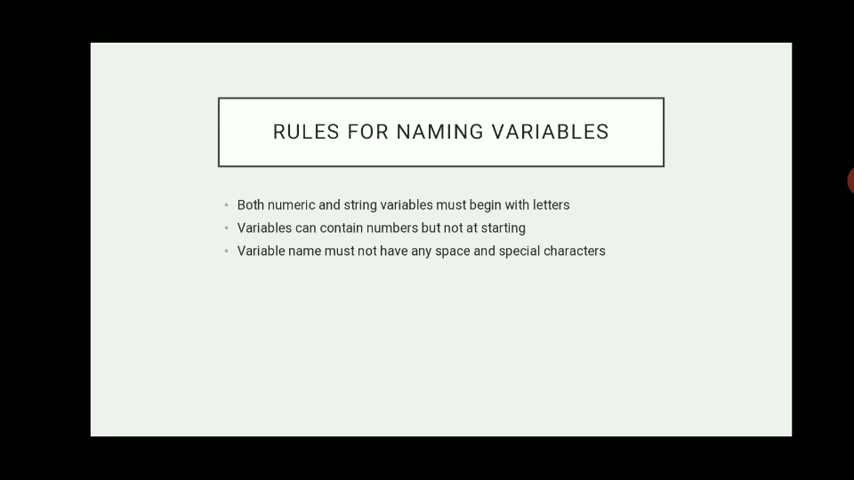 RULES FOR NAMING VARIABLES
• Both numeric and string variables must begin with letters
• Variables can contain numbers but not at starting
• Variable name must not have any space and special characters